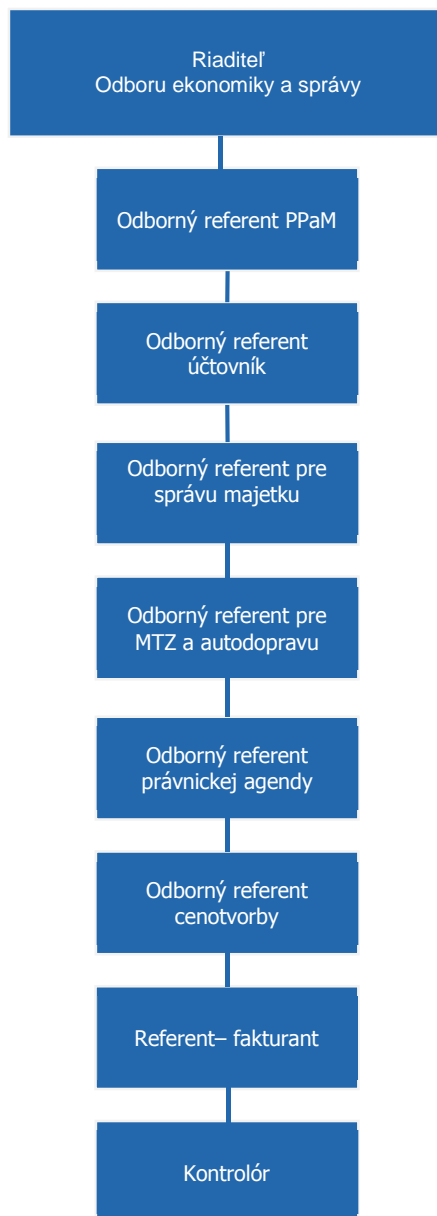 Riaditeľ
Odboru ekonomiky a správy
Odborný referent PPaM
Odborný referent
účtovník
Odborný referent pre
správu majetku
Odborný referent pre
MTZ a autodopravu
Odborný referent
právnickej agendy
Odborný referent
cenotvorby
Referent– fakturant
Kontrolór